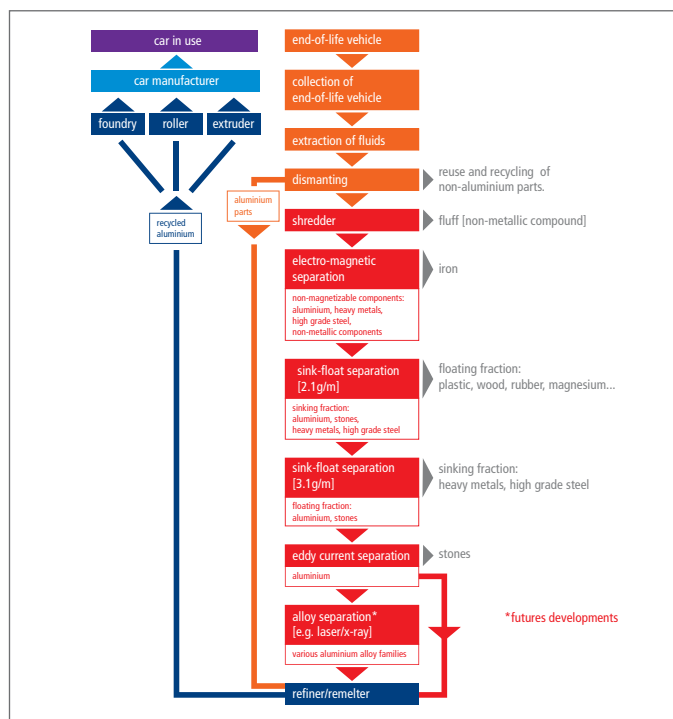 car in use
car manufacturer
foundry
roller
extruder
recycled
aluminium
aluminium
parts
end-of-life vehicle
collection of
end-of-life vehicle
extraction of fluids
dismanting
reuse and recycling of
non-aluminium parts.
shredder
fluff [non-metallic compound]
electro-magnetic
separation
iron
non-magnetizable components:
aluminium, heavy metals,
high grade steel,
non-metallic components
sink-float separation
[2.1g/m]
floating fraction:
plastic, wood, rubber, magnesium...
sinking fraction:
aluminium, stones,
heavy metals, high grade steel
sink-float separation
[3.1g/m]
sinking fraction:
heavy metals, high grade steel
floating fraction:
aluminium, stones
eddy current separation
stones
aluminium
alloy separation*
[e.g. laser/x-ray]
*futures developments
various aluminium alloy families
refiner/remelter